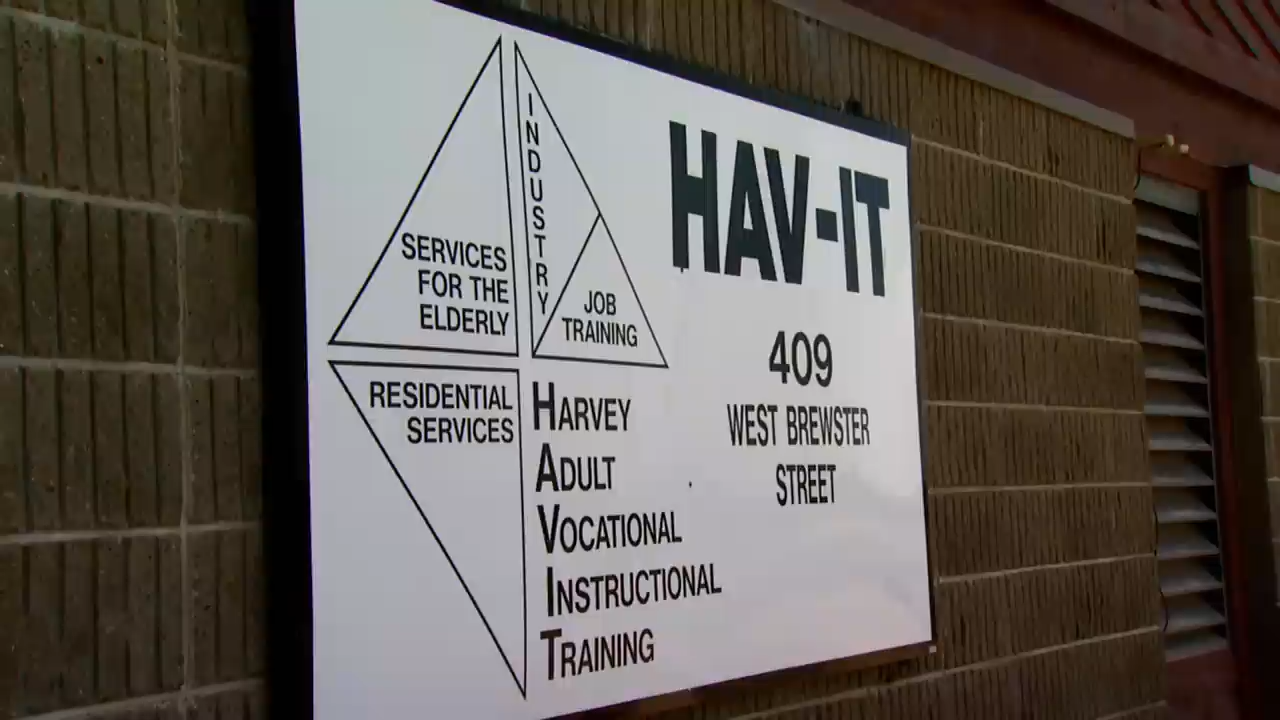 SERVICES
FOR THE
ELDERLY
INDUSTRY
JOB
TRAINING
RESIDENTIAL
SERVICES
HARVEY
ADULT
VOCATIONAL
INSTRUCTIONAL
TRAINING
HAV-IT
409
WEST BREWSTER
STREET